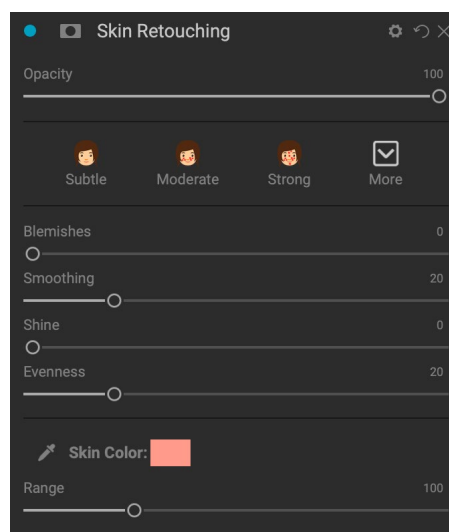 Skin Retouching
Opacity 100
Subtle Moderate Strong More
Blemishes 0
Smoothing 20
Shine 0
Evenness 20
Skin Color:
Range 100